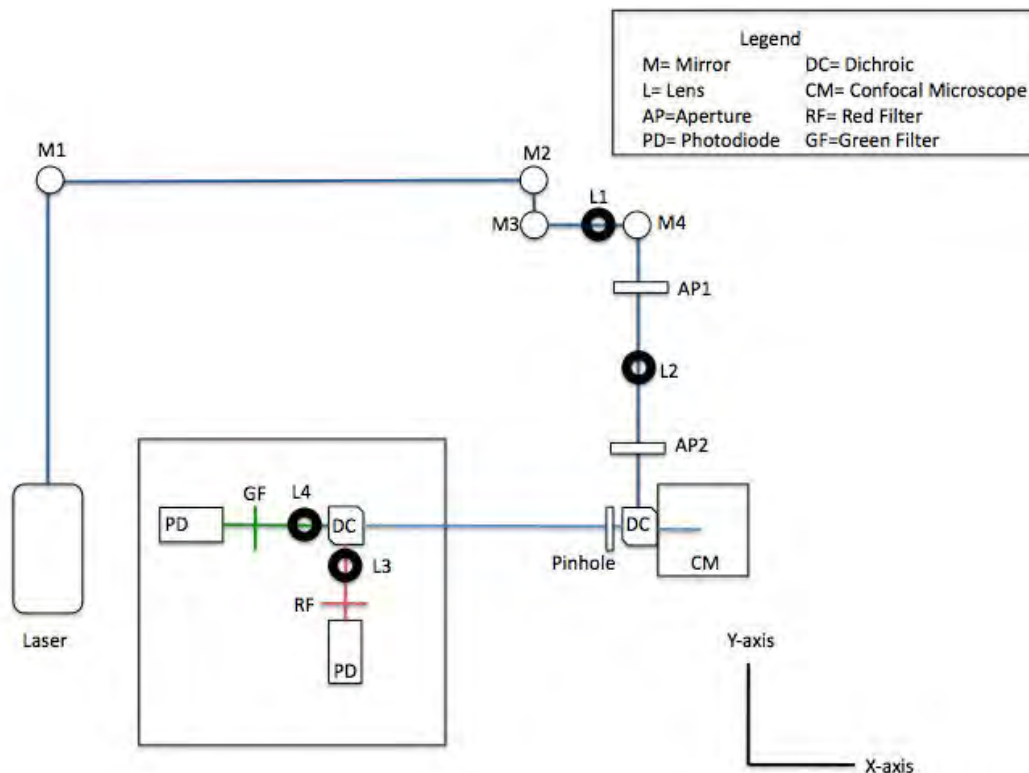 Legend
M= Mirror DC= Dichroic
L= Lens CM= Confocal Microscope
AP=Aperture RF= Red Filter
PD= Photodiode GF=Green Filter
M1
M2
L1
M3
M4
AP1
L2
AP2
GF
L4
PD
DC
DC
L3
Pinhole
CM
RF
PD
Laser
Y-axis
X-axis